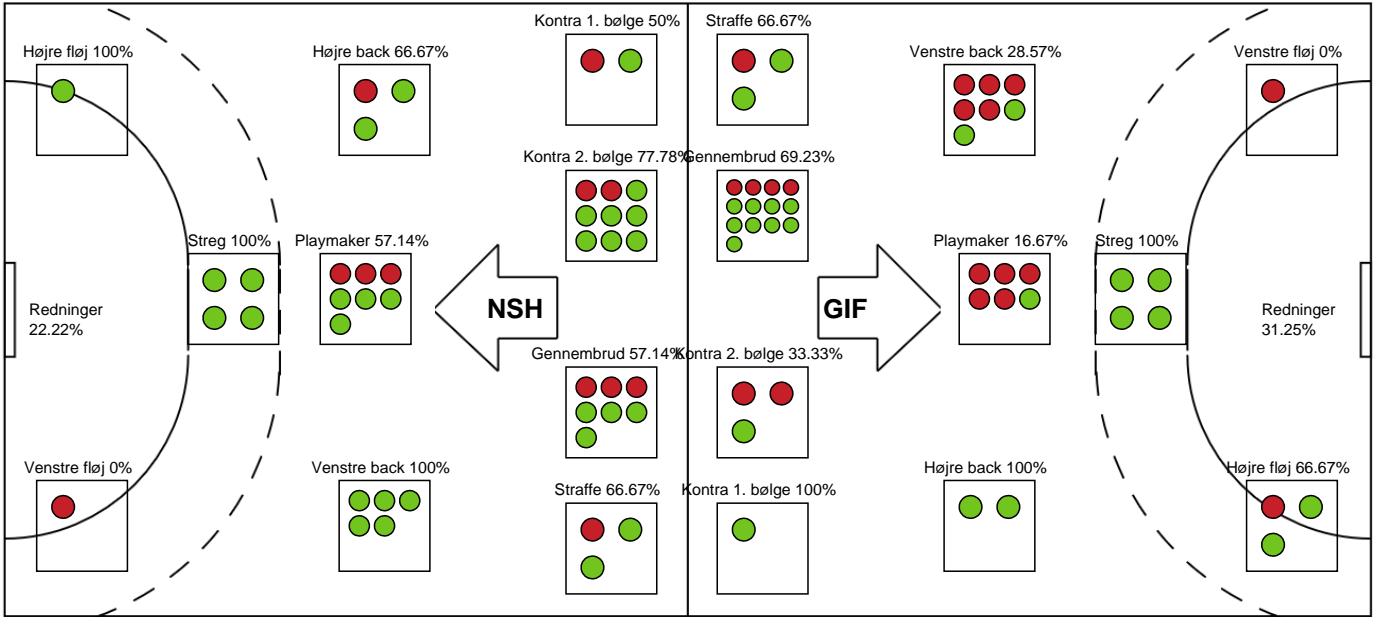 Kontra 1. bølge 50%
Straffe 66.67%
Højre fløj 100%
Højre back 66.67%
Venstre back 28.57%
Venstre fløj 0%
Kontra 2. bølge 77.78%
Gennembrud 69.23%
Streg 100%
Playmaker 57.14%
Playmaker 16.67%
Streg 100%
Redninger
22.22%
NSH
GIF
Redninger
31.25%
Gennembrud 57.14%
Kontra 2. bølge 33.33%
Venstre fløj 0%
Venstre back 100%
Højre back 100%
Højre fløj 66.67%
Straffe 66.67%
Kontra 1. bølge 100%